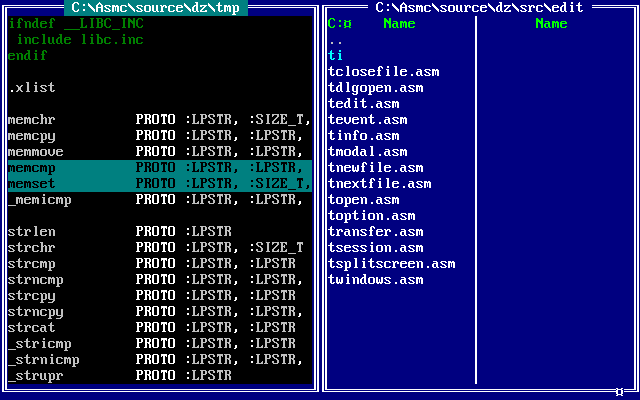 C:\Asmc\source\dz\tmp
ifndef __LIBC_INC
include libc.inc
endif
.xlist
memchr PROTO :LPSTR, :SIZE_T,
memcpy PROTO :LPSTR, :LPSTR,
memmove PROTO :LPSTR, :LPSTR,
memcmp PROTO :LPSTR, :LPSTR,
memset PROTO :LPSTR, :SIZE_T,
_memicmp PROTO :LPSTR, :LPSTR,
strlen PROTO :LPSTR
strchr PROTO :LPSTR, :SIZE_T
strcmp PROTO :LPSTR, :LPSTR
strncmp PROTO :LPSTR, :LPSTR,
strcpy PROTO :LPSTR, :LPSTR
strncpy PROTO :LPSTR, :LPSTR,
strcat PROTO :LPSTR, :LPSTR
_stricmp PROTO :LPSTR, :LPSTR
_strnicmp PROTO :LPSTR, :LPSTR,
_strupr PROTO :LPSTR
C:\Asmc\source\dz\src\edit
C:¤ Name Name
..
ti
tclosefile.asm
tdlgopen.asm
tedit.asm
tevent.asm
tinfo.asm
tmodal.asm
tnewfile.asm
tnextfile.asm
topen.asm
toption.asm
transfer.asm
tsession.asm
tsplitscreen.asm
twindows.asm
¤